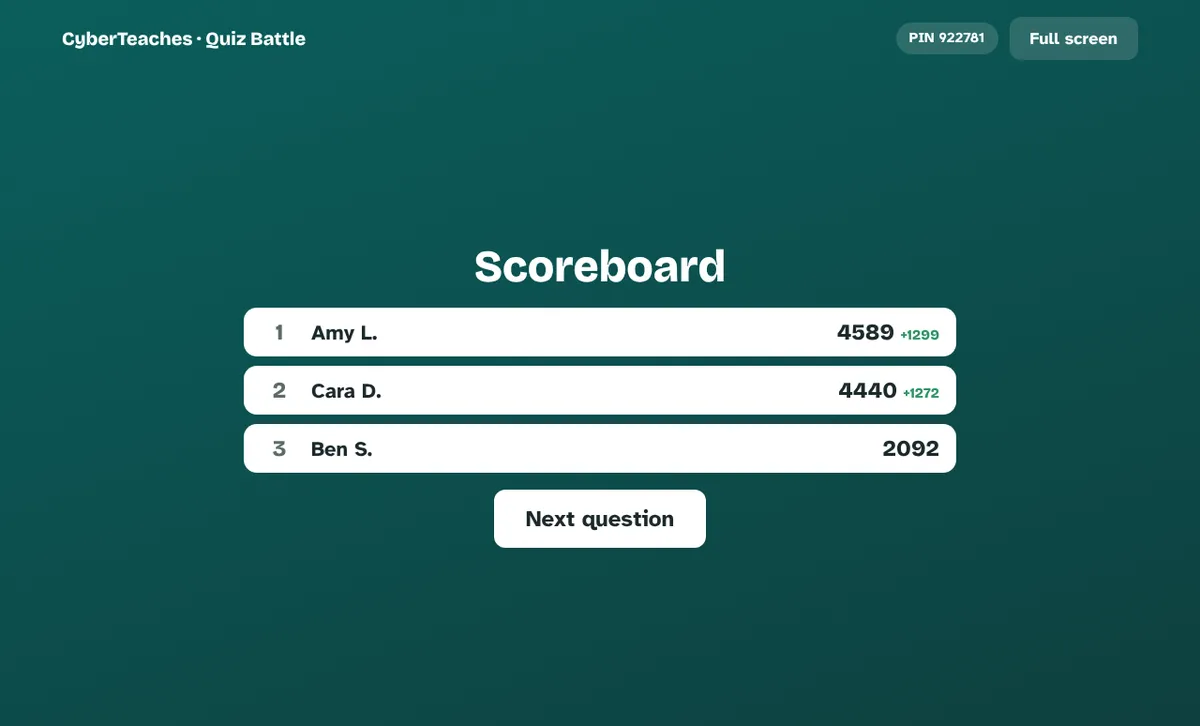 CyberTeaches · Quiz Battle
PIN 922781
Full screen
Scoreboard
1 Amy L. 4589 +1299
2 Cara D. 4440 +1272
3 Ben S. 2092
Next question